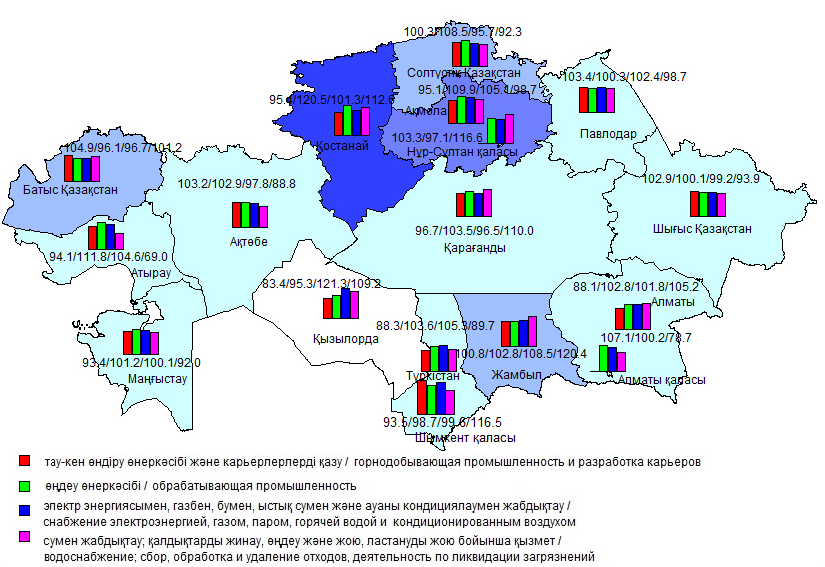 100.3/108.5/95.7/92.3
Солтүстік Қазақстан
95.1/109.9/105.1/98.7
Ақмола
103.4/100.3/102.4/98.7
Павлодар
95.4/120.5/101.3/112.6
Қостанай
103.3/97.1/116.6
Нұр-Сұлтан қаласы
104.9/96.1/96.7/101.2
Батыс Қазақстан
103.2/102.9/97.8/88.8
Ақтөбе
102.9/100.1/99.2/93.9
Шығыс Қазақстан
96.7/103.5/96.5/110.0
Қарағанды
94.1/111.8/104.6/69.0
Атырау
83.4/95.3/121.3/109.2
Қызылорда
88.1/102.8/101.8/105.2
Алматы
88.3/103.6/105.3/89.7
Түркістан
107.1/100.2/78.7
Алматы қаласы
100.8/102.8/108.5/120.4
Жамбыл
93.4/101.2/100.1/92.0
Маңғыстау
93.5/98.7/99.6/116.5
Шымкент қаласы
тау-кен өндіру өнеркәсібі және карьерлерлерді қазу / горнодобывающая промышленность и разработка карьеров
өңдеу өнеркәсібі / обрабатывающая промышленность
электр энергиясымен, газбен, бумен, ыстық сумен және ауаны кондициялаумен жабдықтау /
снабжение электроэнергией, газом, паром, горячей водой и кондиционированным воздухом
сумен жабдықтау; қалдықтарды жинау, өңдеу және жою, ластануды жою бойынша қызмет /
водоснабжение; сбор, обработка и удаление отходов, деятельность по ликвидации загрязнений